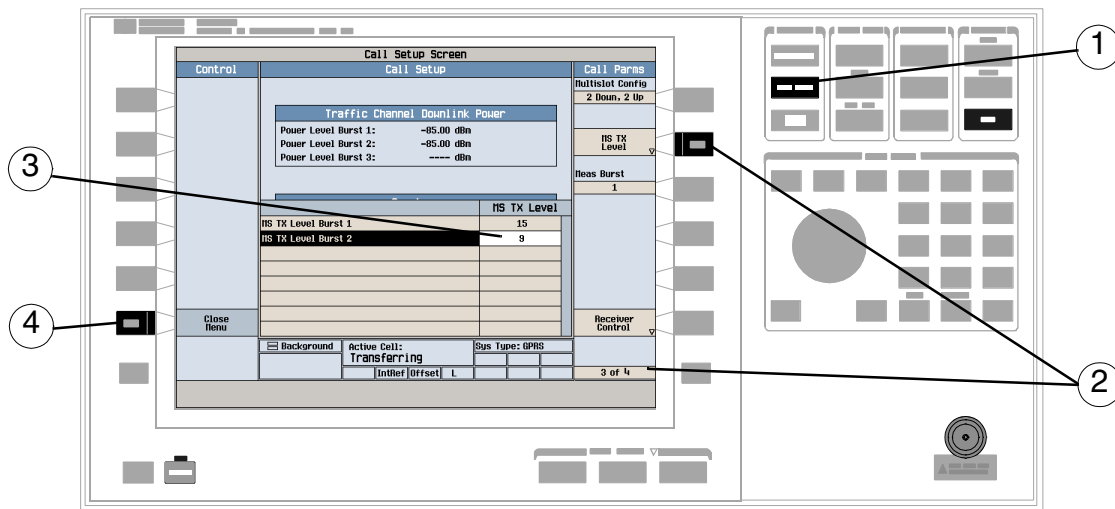 Call Setup Screen
Control
Call Setup
Call Parms
Multislot Config
2 Down, 2 Up
Traffic Channel Downlink Power
Power Level Burst 1: -85.00 dBm
Power Level Burst 2: -85.00 dBm
Power Level Burst 3: ---- dBm
MS TX
Level
Meas Burst
1
MS TX Level
MS TX Level Burst 1 15
MS TX Level Burst 2 9
Close
Menu
Receiver
Control
Background
Active Cell:
Transferring
Sys Type: GPRS
IntRef Offset L
3 of 4
1
2
3
4